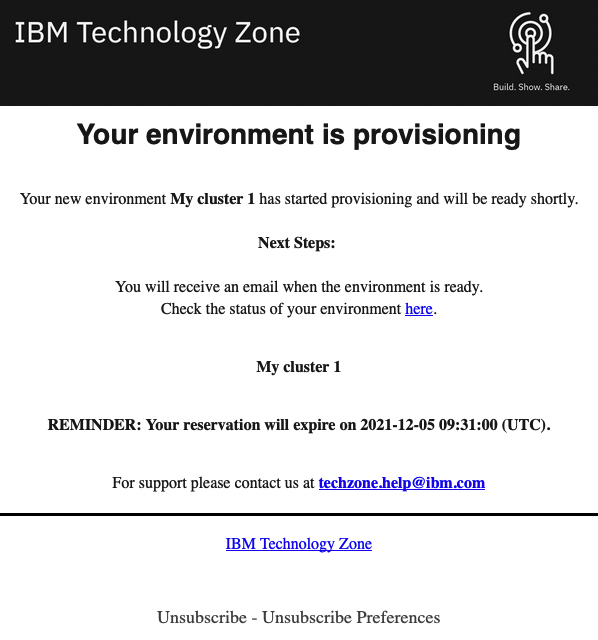 IBM Technology Zone
Build. Show. Share.
Your environment is provisioning
Your new environment My cluster 1 has started provisioning and will be ready shortly.
Next Steps:
You will receive an email when the environment is ready.
Check the status of your environment here.
My cluster 1
REMINDER: Your reservation will expire on 2021-12-05 09:31:00 (UTC).
For support please contact us at techzone.help@ibm.com
IBM Technology Zone
Unsubscribe - Unsubscribe Preferences